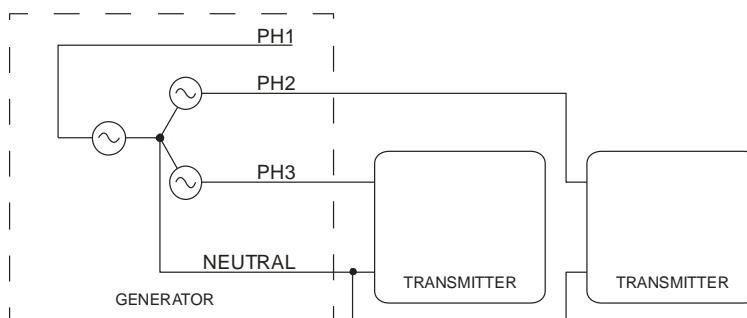 PH1
PH2
PH3
NEUTRAL
TRANSMITTER
TRANSMITTER
GENERATOR